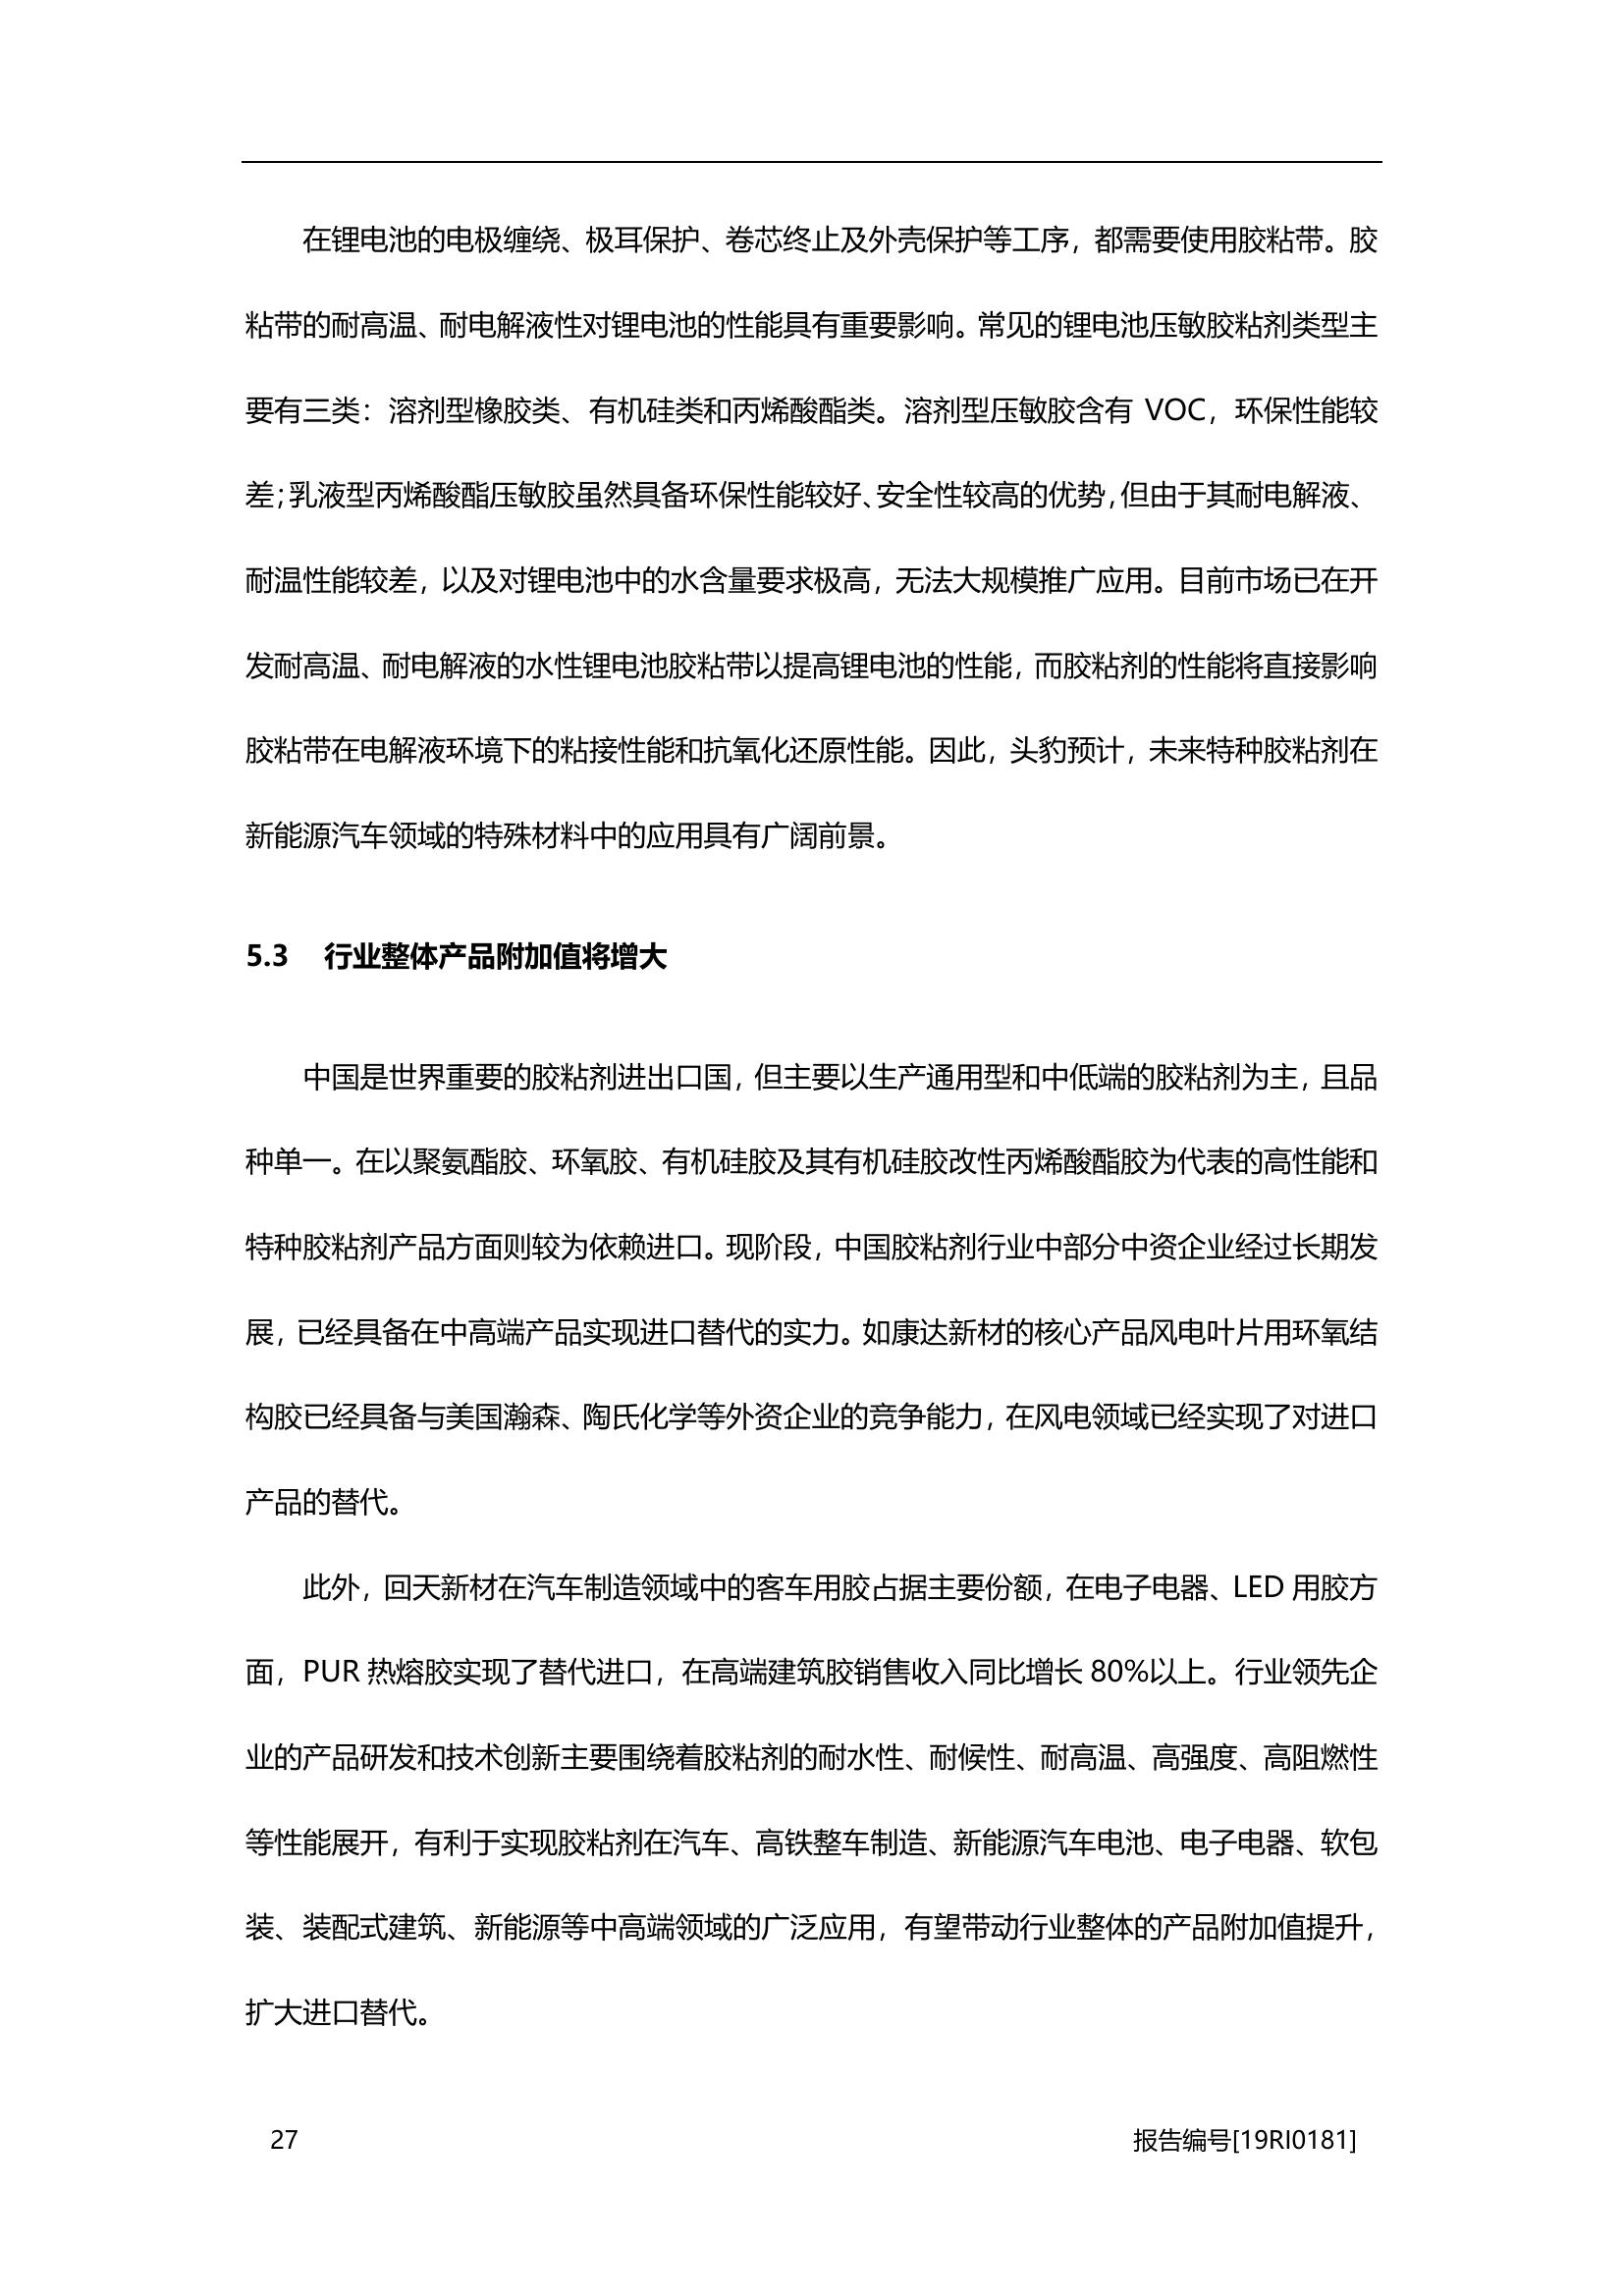 在锂电池的电极缠绕、极耳保护、卷芯终止及外壳保护等工序，都需要使用胶粘带。胶
粘带的耐高温、耐电解液性对锂电池的性能具有重要影响。常见的锂电池压敏胶粘剂类型主
要有三类：溶剂型橡胶类、有机硅类和丙烯酸酯类。溶剂型压敏胶含有 VOC，环保性能较
差；乳液型丙烯酸酯压敏胶虽然具备环保性能较好、安全性较高的优势，但由于其耐电解液、
耐温性能较差，以及对锂电池中的水含量要求极高，无法大规模推广应用。目前市场已在开
发耐高温、耐电解液的水性锂电池胶粘带以提高锂电池的性能，而胶粘剂的性能将直接影响
胶粘带在电解液环境下的粘接性能和抗氧化还原性能。因此，头豹预计，未来特种胶粘剂在
新能源汽车领域的特殊材料中的应用具有广阔前景。
5.3 行业整体产品附加值将增大
中国是世界重要的胶粘剂进出口国，但主要以生产通用型和中低端的胶粘剂为主，且品
种单一。在以聚氨酯胶、环氧胶、有机硅胶及其有机硅胶改性丙烯酸酯胶为代表的高性能和
特种胶粘剂产品方面则较为依赖进口。现阶段，中国胶粘剂行业中部分中资企业经过长期发
展，已经具备在中高端产品实现进口替代的实力。如康达新材的核心产品风电叶片用环氧结
构胶已经具备与美国瀚森、陶氏化学等外资企业的竞争能力，在风电领域已经实现了对进口
产品的替代。
此外，回天新材在汽车制造领域中的客车用胶占据主要份额，在电子电器、LED 用胶方
面，PUR 热熔胶实现了替代进口，在高端建筑胶销售收入同比增长 80%以上。行业领先企
业的产品研发和技术创新主要围绕着胶粘剂的耐水性、耐候性、耐高温、高强度、高阻燃性
等性能展开，有利于实现胶粘剂在汽车、高铁整车制造、新能源汽车电池、电子电器、软包
装、装配式建筑、新能源等中高端领域的广泛应用，有望带动行业整体的产品附加值提升，
扩大进口替代。
27 报告编号[19RI0181]